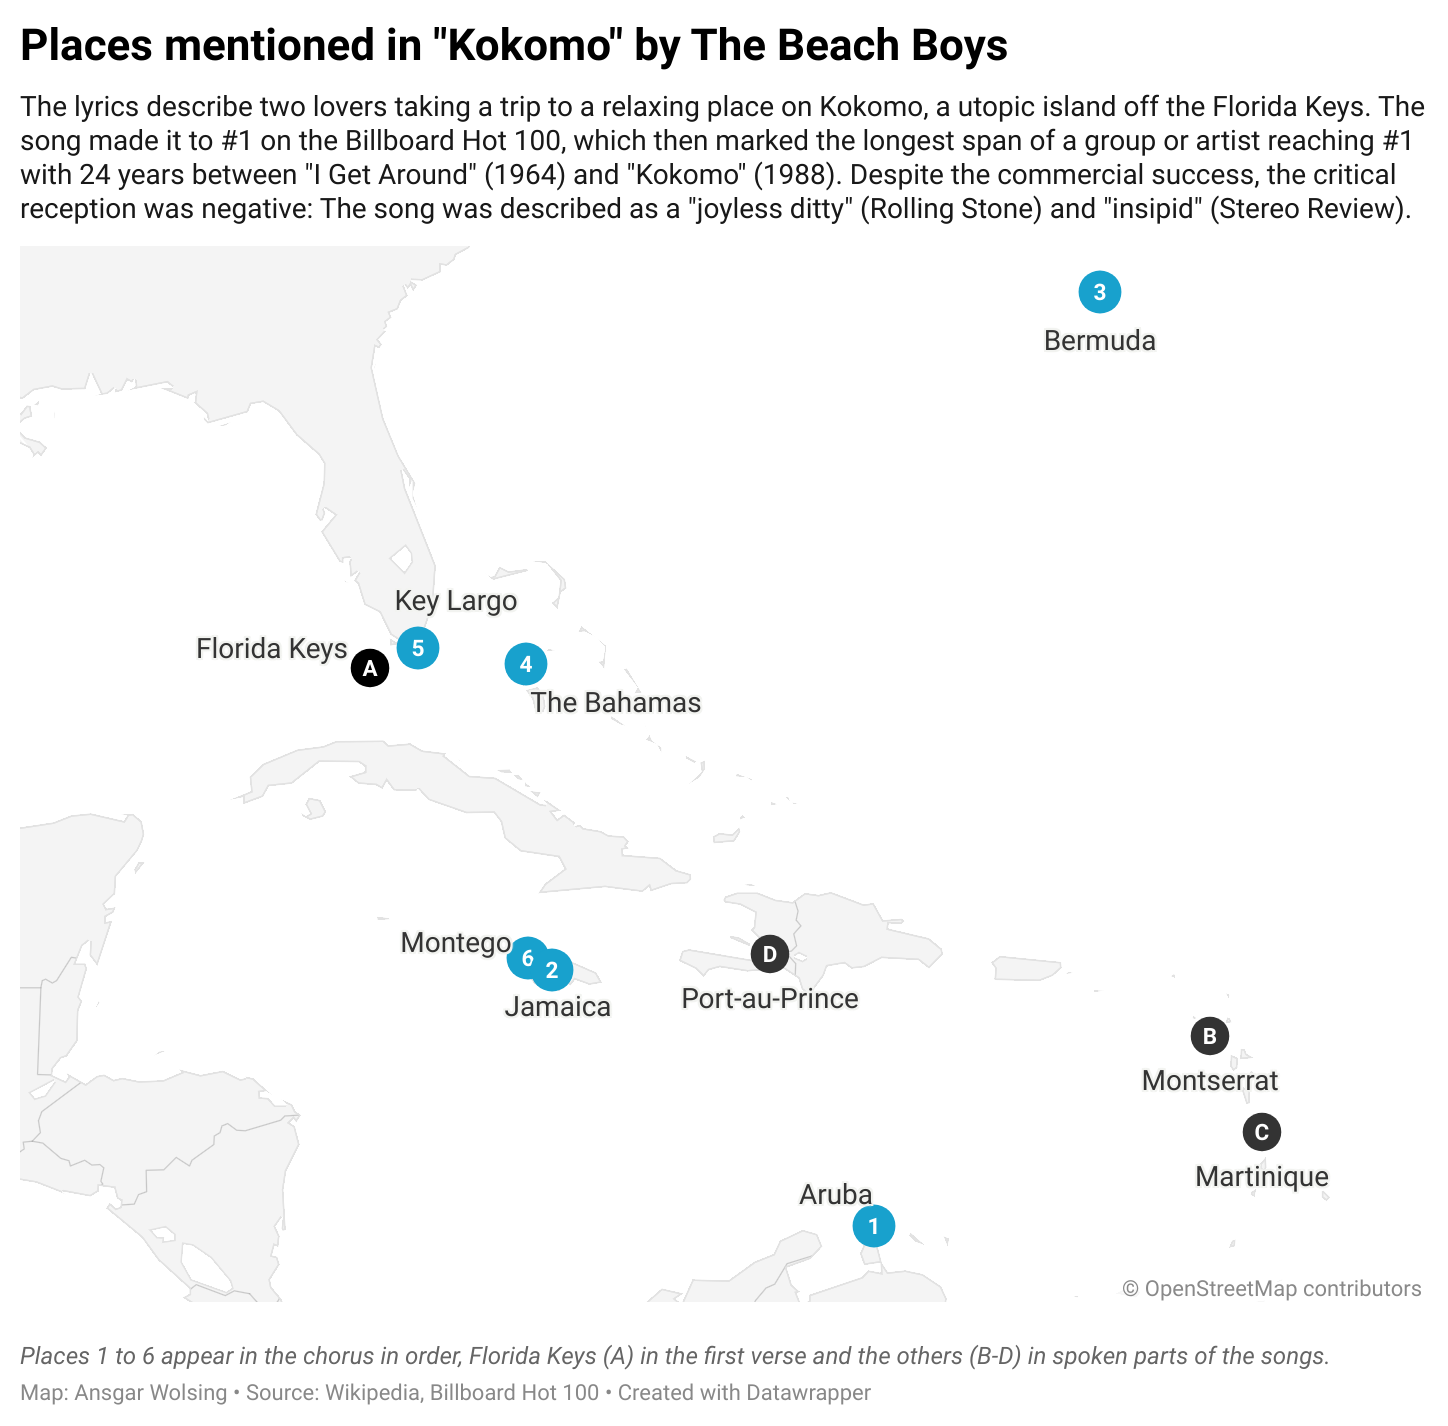 Places mentioned in "Kokomo" by The Beach Boys
The lyrics describe two lovers taking a trip to a relaxing place on Kokomo, a utopic island off the Florida Keys. The
song made it to #1 on the Billboard Hot 100, which then marked the longest span of a group or artist reaching #1
with 24 years between "I Get Around" (1964) and "Kokomo" (1988). Despite the commercial success, the critical
reception was negative: The song was described as a "joyless ditty" (Rolling Stone) and "insipid" (Stereo Review).
3
Bermuda
Key Largo
Florida Keys
A
5
4
The Bahamas
Montego
6
2
Jamaica
D
Port-au-Prince
B
Montserrat
C
Martinique
Aruba
1
© OpenStreetMap contributors
Places 1 to 6 appear in the chorus in order, Florida Keys (A) in the first verse and the others (B-D) in spoken parts of the songs.
Map: Ansgar Wolsing • Source: Wikipedia, Billboard Hot 100 • Created with Datawrapper